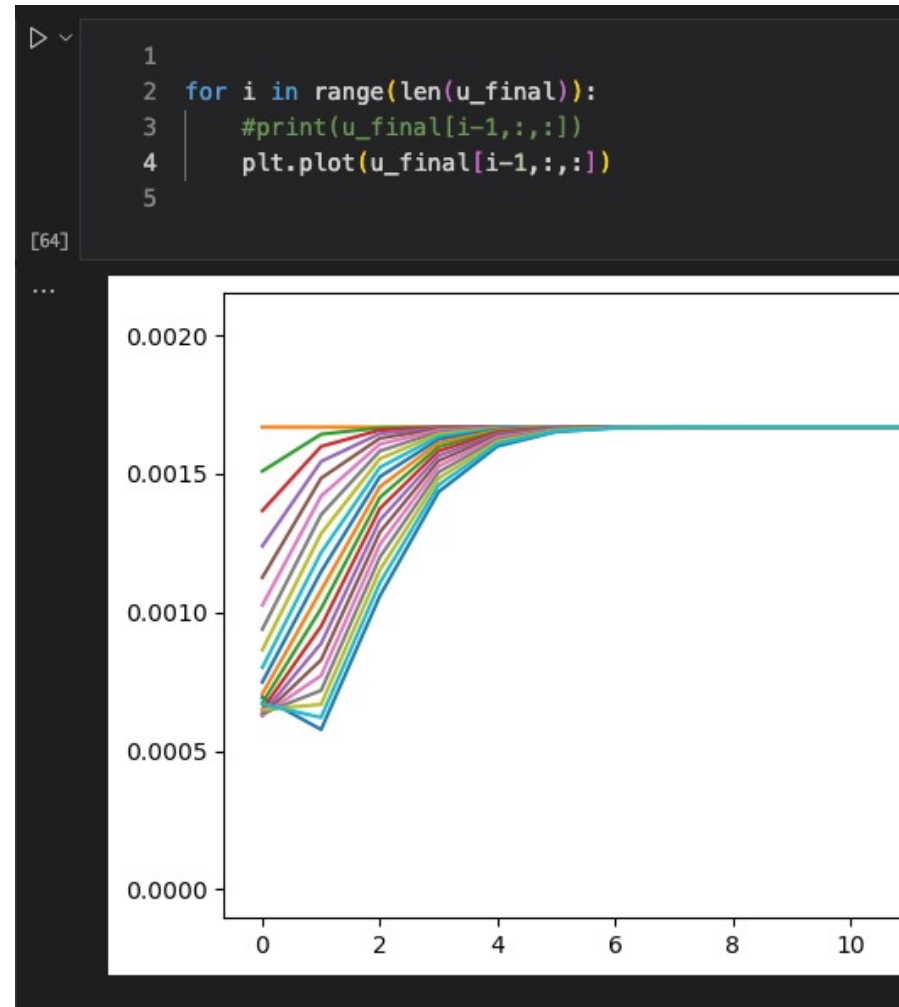 1
2 for i in range(len(u_final)):
3 #print(u_final[i-1,:,:])
4 plt.plot(u_final[i-1,:,:])
5
[64]
...
0.0020
0.0015
0.0010
0.0005
0.0000
0 2 4 6 8 10